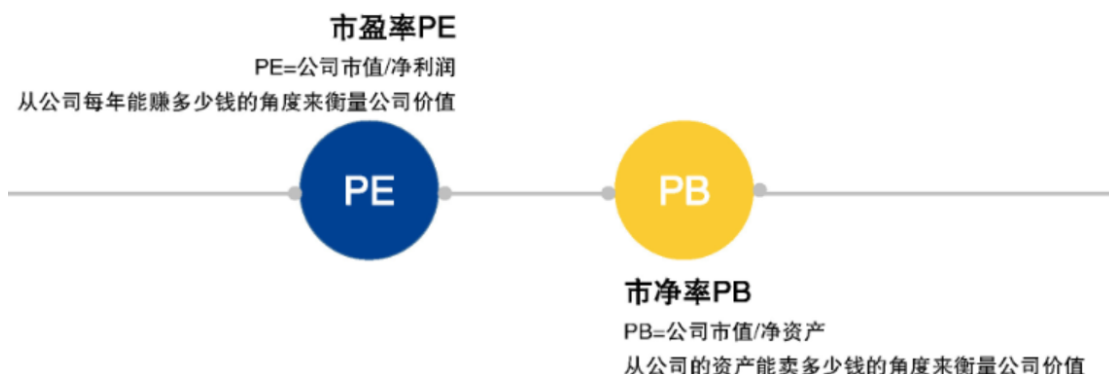 市盈率PE
PE=公司市值/净利润
从公司每年能赚多少钱的角度来衡量公司价值
PE
PB
市净率PB
PB=公司市值/净资产
从公司的资产能卖多少钱的角度来衡量公司价值